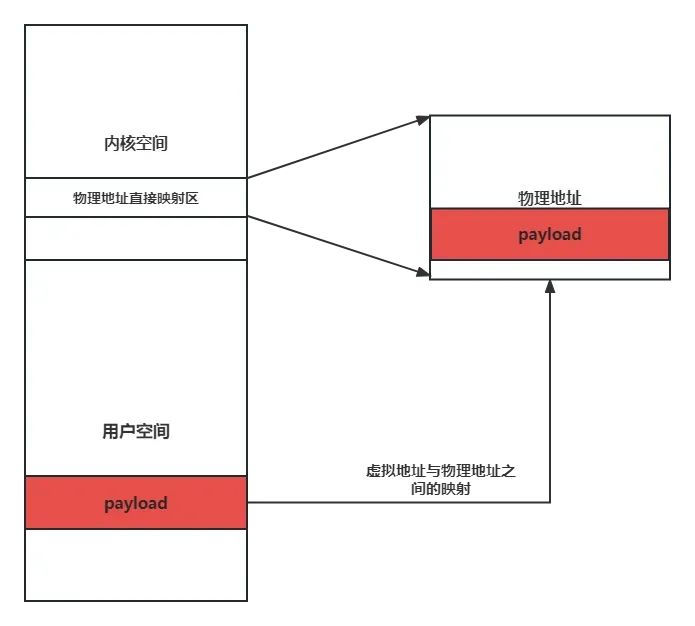 内核空间
物理地址直接映射区
物理地址
payload
用户空间
虚拟地址与物理地址之
间的映射
payload